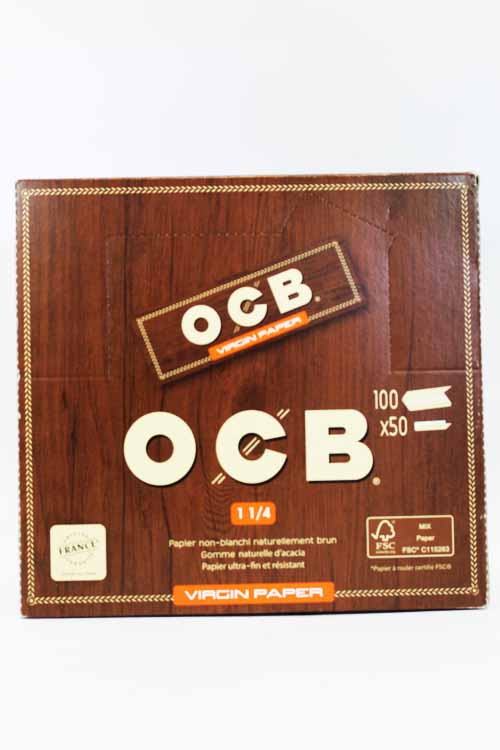 OCB®
VIRGIN PAPER
100
x50
OCB®
1 1/4
Papier non-blanchi naturellement brun
Gomme naturelle d'acacia
Papier ultra-fin et résistant
FRANCE
FSC
MIX
Paper
FSC® C115263
*Papier à rouler certifié FSC®
VIRGIN PAPER